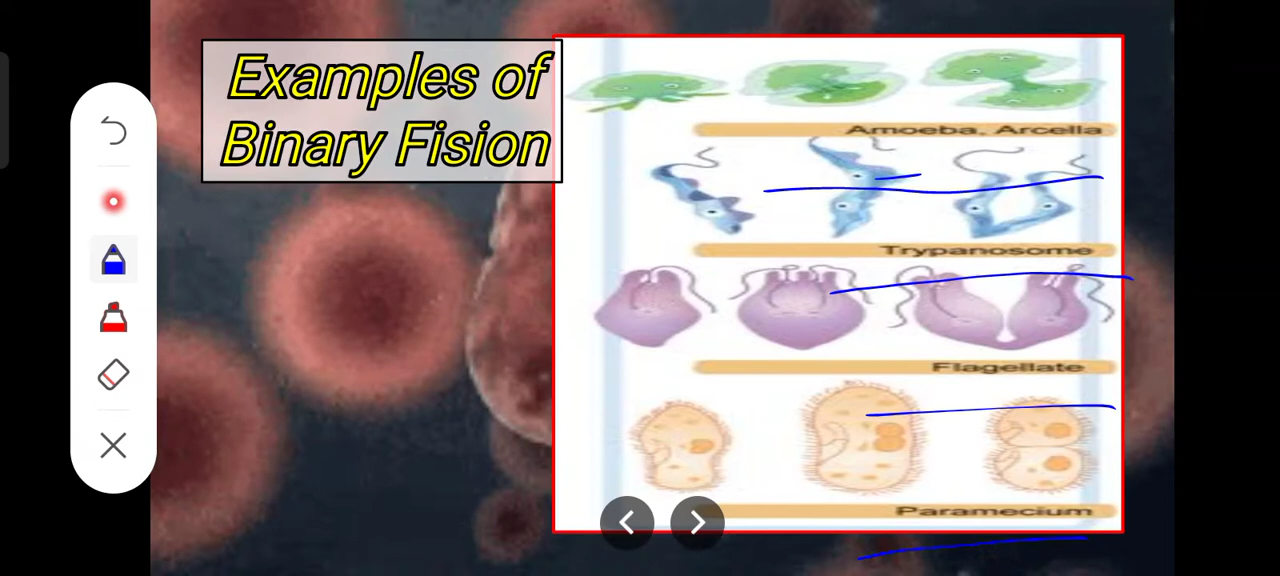 Examples of
Binary Fision
Amoeba, Arcella
Trypanosome
Flagellate
Paramecium